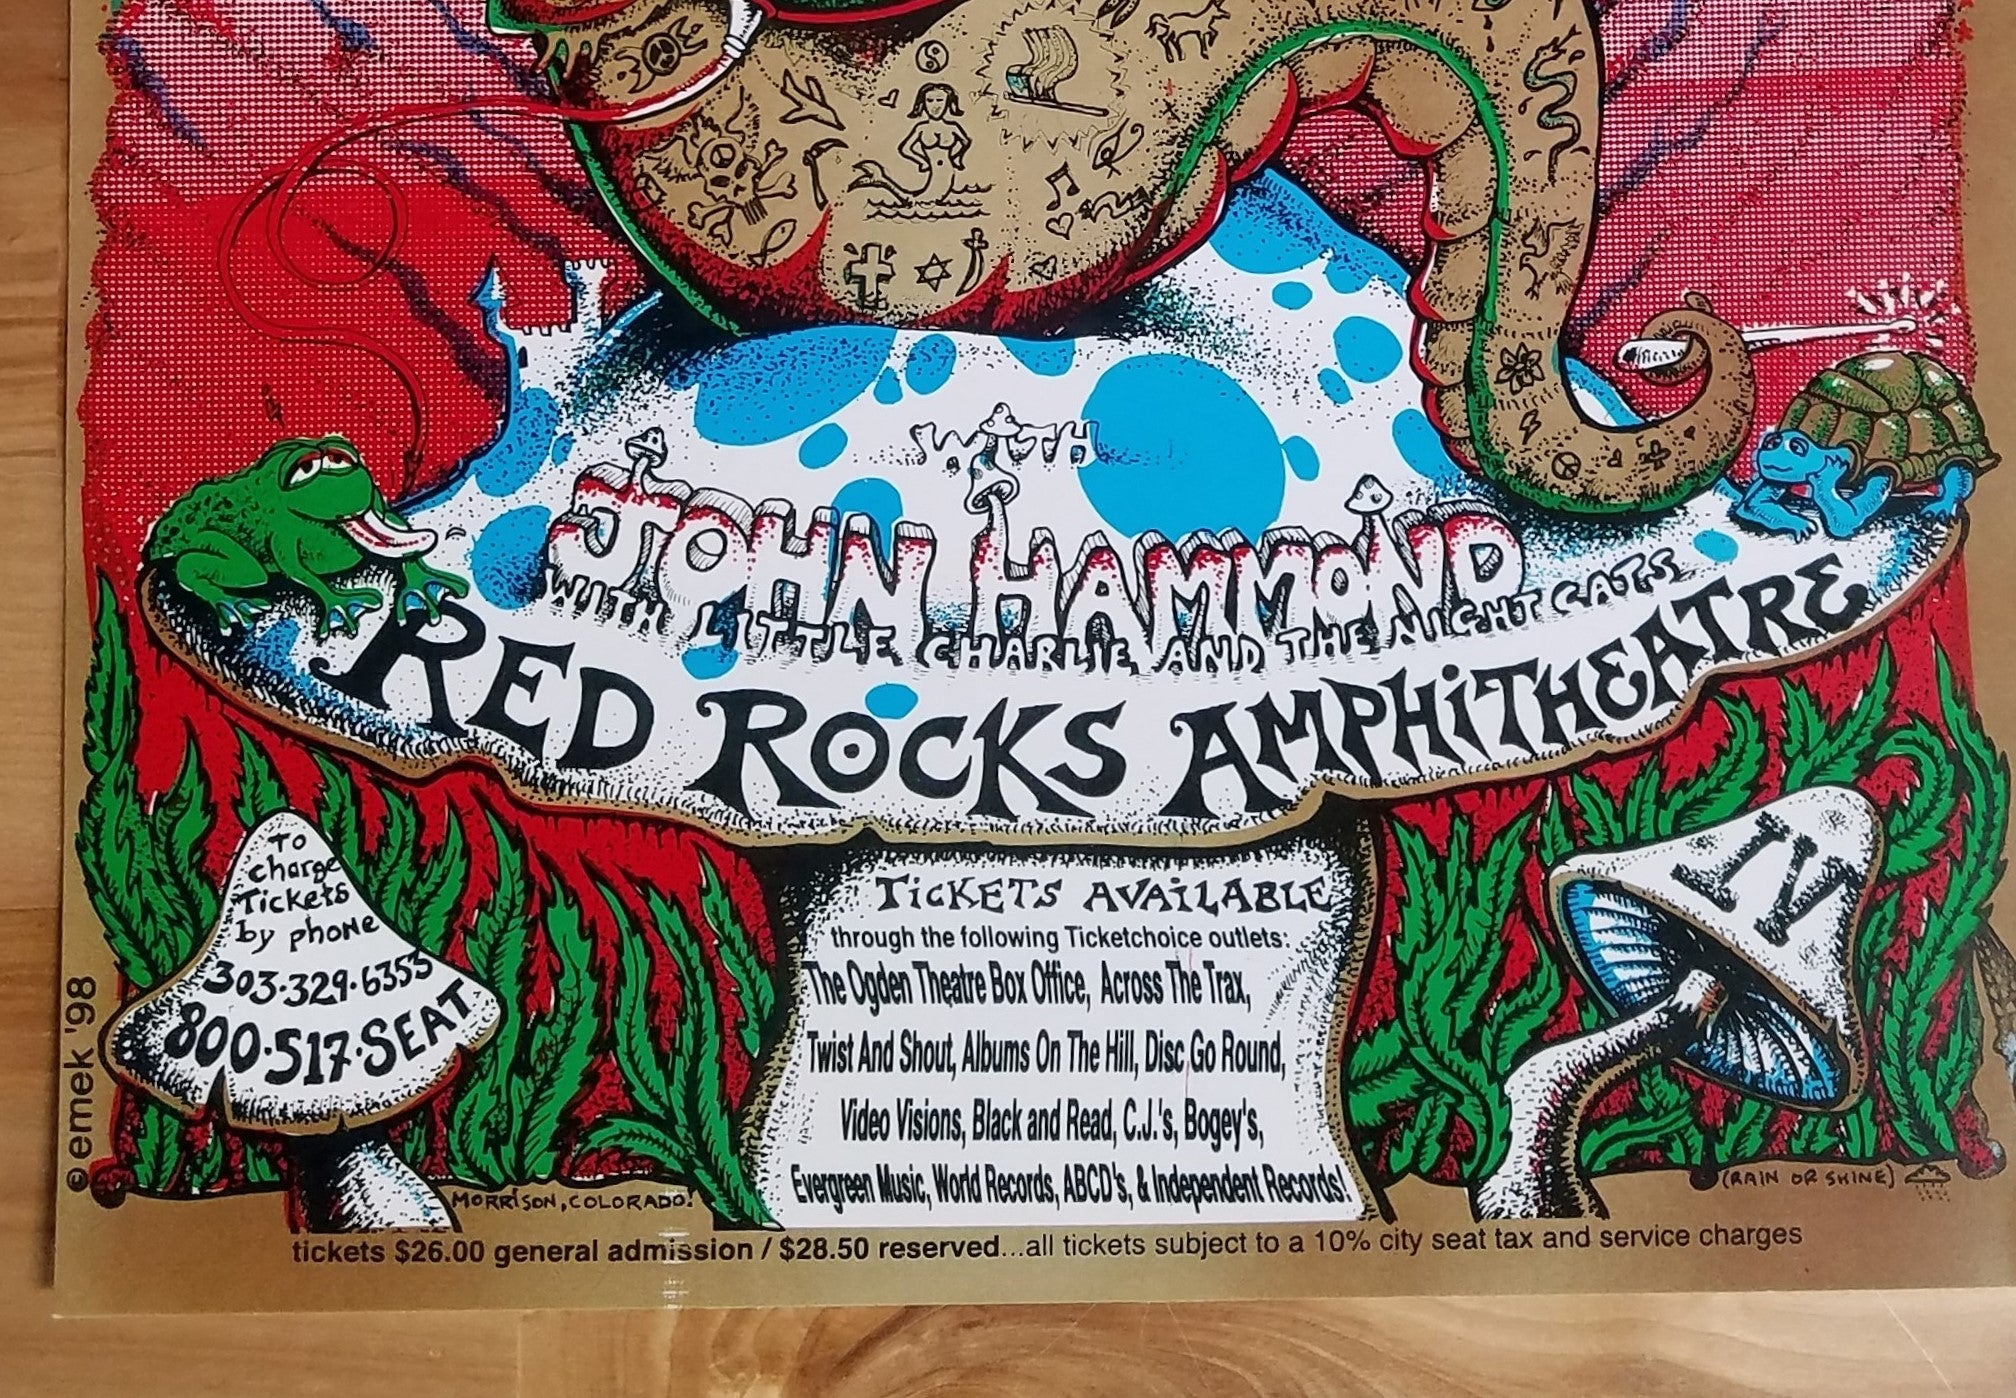 WITH
JOHN HAMMOND
WITH LITTLE CHARLIE AND THE NIGHT CATS
RED ROCKS AMPHITHEATRE
To
charge
Tickets
by phone
303·329·6353
800·517·SEAT
TICKETS AVAILABLE
through the following Ticketchoice outlets:
The Ogden Theatre Box Office, Across The Trax,
Twist And Shout, Albums On The Hill, Disc Go Round,
Video Visions, Black and Read, C.J.'s, Bogey's,
Evergreen Music, World Records, ABCD's, & Independent Records!
IV
© emek '98
MORRISON, COLORADO!
(RAIN OR SHINE)
tickets $26.00 general admission / $28.50 reserved...all tickets subject to a 10% city seat tax and service charges